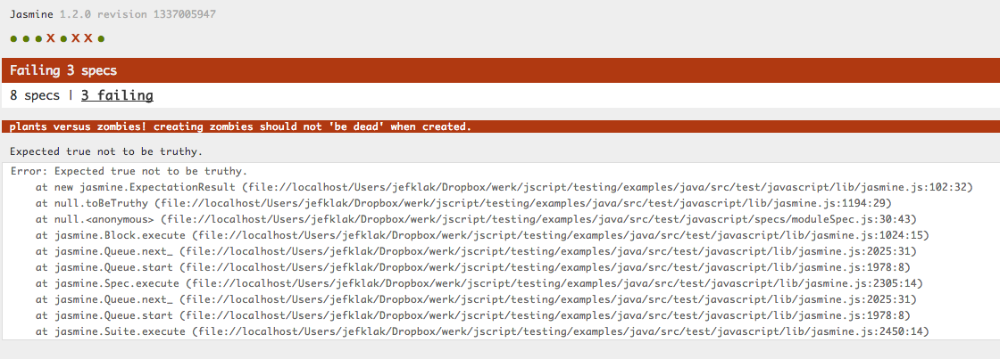 Jasmine 1.2.0 revision 1337005947
● ● ● X ● X X ●
Failing 3 specs
8 specs | 3 failing
plants versus zombies! creating zombies should not 'be dead' when created.
Expected true not to be truthy.
Error: Expected true not to be truthy.
at new jasmine.ExpectationResult (file://localhost/Users/jefklak/Dropbox/werk/jscript/testing/examples/java/src/test/javascript/lib/jasmine.js:102:32)
at null.toBeTruthy (file://localhost/Users/jefklak/Dropbox/werk/jscript/testing/examples/java/src/test/javascript/lib/jasmine.js:1194:29)
at null.<anonymous> (file://localhost/Users/jefklak/Dropbox/werk/jscript/testing/examples/java/src/test/javascript/specs/moduleSpec.js:30:43)
at jasmine.Block.execute (file://localhost/Users/jefklak/Dropbox/werk/jscript/testing/examples/java/src/test/javascript/lib/jasmine.js:1024:15)
at jasmine.Queue.next_ (file://localhost/Users/jefklak/Dropbox/werk/jscript/testing/examples/java/src/test/javascript/lib/jasmine.js:2025:31)
at jasmine.Queue.start (file://localhost/Users/jefklak/Dropbox/werk/jscript/testing/examples/java/src/test/javascript/lib/jasmine.js:1978:8)
at jasmine.Spec.execute (file://localhost/Users/jefklak/Dropbox/werk/jscript/testing/examples/java/src/test/javascript/lib/jasmine.js:2305:14)
at jasmine.Queue.next_ (file://localhost/Users/jefklak/Dropbox/werk/jscript/testing/examples/java/src/test/javascript/lib/jasmine.js:2025:31)
at jasmine.Queue.start (file://localhost/Users/jefklak/Dropbox/werk/jscript/testing/examples/java/src/test/javascript/lib/jasmine.js:1978:8)
at jasmine.Suite.execute (file://localhost/Users/jefklak/Dropbox/werk/jscript/testing/examples/java/src/test/javascript/lib/jasmine.js:2450:14)